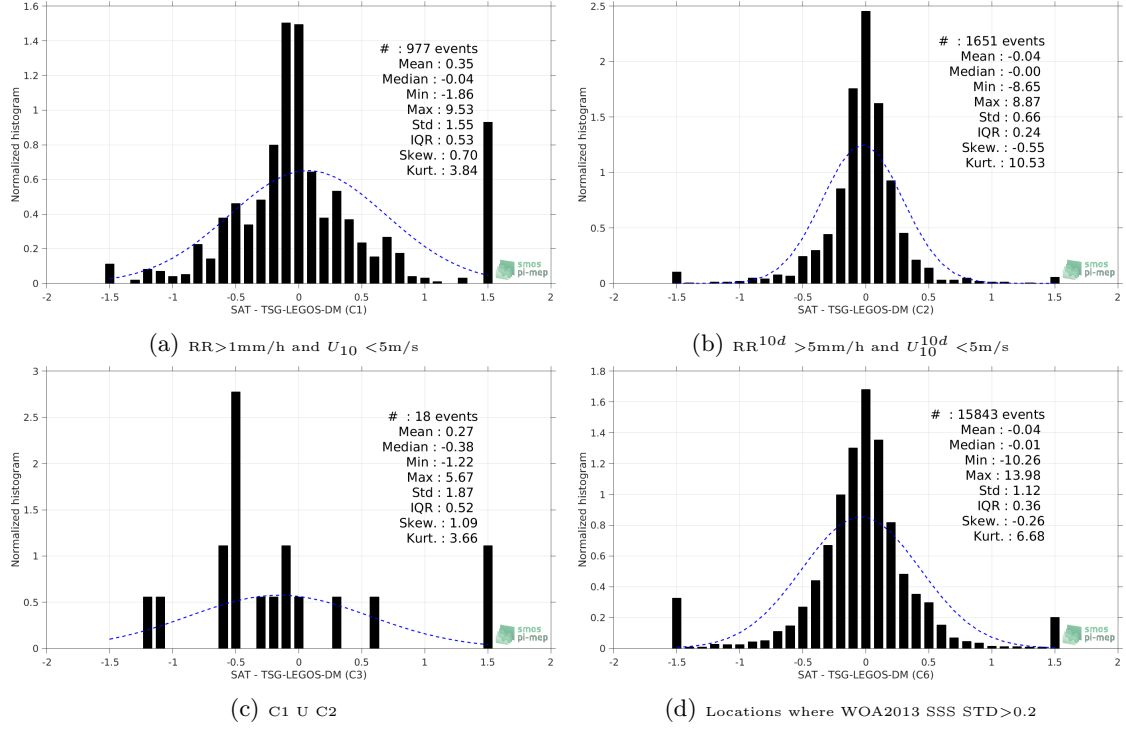 1.6
1.4
1.2
1
0.8
0.6
0.4
0.2
0
Normalized histogram
# : 977 events
Mean : 0.35
Median : -0.04
Min : -1.86
Max : 9.53
Std : 1.55
IQR : 0.53
Skew. : 0.70
Kurt. : 3.84
smos
pi-mep
-2 -1.5 -1 -0.5 0 0.5 1 1.5 2
SAT - TSG-LEGOS-DM (C1)
(a) RR>1mm/h and U10 <5m/s
2.5
2
1.5
1
0.5
0
Normalized histogram
# : 1651 events
Mean : -0.04
Median : -0.00
Min : -8.65
Max : 8.87
Std : 0.66
IQR : 0.24
Skew. : -0.55
Kurt. : 10.53
smos
pi-mep
-2 -1.5 -1 -0.5 0 0.5 1 1.5 2
SAT - TSG-LEGOS-DM (C2)
(b) RR^10d >5mm/h and U10^10d <5m/s
3
2.5
2
1.5
1
0.5
0
Normalized histogram
# : 18 events
Mean : 0.27
Median : -0.38
Min : -1.22
Max : 5.67
Std : 1.87
IQR : 0.52
Skew. : 1.09
Kurt. : 3.66
smos
pi-mep
-2 -1.5 -1 -0.5 0 0.5 1 1.5 2
SAT - TSG-LEGOS-DM (C3)
(c) C1 U C2
1.8
1.6
1.4
1.2
1
0.8
0.6
0.4
0.2
0
Normalized histogram
# : 15843 events
Mean : -0.04
Median : -0.01
Min : -10.26
Max : 13.98
Std : 1.12
IQR : 0.36
Skew. : -0.26
Kurt. : 6.68
smos
pi-mep
-2 -1.5 -1 -0.5 0 0.5 1 1.5 2
SAT - TSG-LEGOS-DM (C6)
(d) Locations where WOA2013 SSS STD>0.2